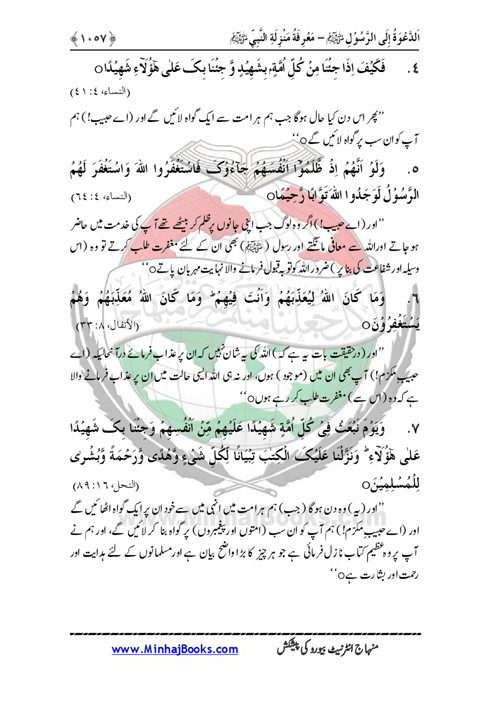 اَلدَّعْوَةُ إِلَی الرَّسُوْلِ ﷺ – مَعْرِفَةُ مَنْزِلَةِ النَّبِيِّ ﷺ ﴿١٠٥٧﴾
٤. فَکَيْفَ اِذَا جِئْنَا مِنْ کُلِّ اُمَّةٍۭ بِشَهِيْدٍ وَّ جِئْنَا بِکَ عَلٰی هٰٓؤُلَآءِ شَهِيْدًا○
(النساء، ٤: ٤١)
’’پھر اس دن کیا حال ہوگا جب ہم ہر امت سے ایک گواہ لائیں گے اور (اے حبیب!) ہم
آپ کو ان سب پر گواہ لائیں گے○‘‘
٥. وَلَوْ اَنَّهُمْ اِذْ ظَّلَمُوْٓا اَنْفُسَهُمْ جَآءُوْکَ فَاسْتَغْفَرُوا اللهَ وَاسْتَغْفَرَ لَهُمُ
الرَّسُوْلُ لَوَجَدُوا اللهَ تَوَّابًا رَّحِيْمًا○ (النساء، ٤: ٦٤)
’’اور (اے حبیب!) اگر وہ لوگ جب اپنی جانوں پر ظلم کر بیٹھے تھے آپ کی خدمت میں حاضر
ہو جاتے اور اللہ سے معافی مانگتے اور رسول (ﷺ) بھی ان کے لئے مغفرت طلب کرتے تو وہ (اس
وسیلہ اور شفاعت کی بنا پر) ضرور اللہ کو توبہ قبول فرمانے والا نہایت مہربان پاتے○‘‘
٦. وَمَا کَانَ اللهُ لِيُعَذِّبَهُمْ وَاَنْتَ فِيْهِمْ ؕ وَمَا کَانَ اللهُ مُعَذِّبَهُمْ وَهُمْ
يَسْتَغْفِرُوْنَ○ (الأنفال، ٨: ٣٣)
’’اور (درحقیقت بات یہ ہے کہ) اللہ کی یہ شان نہیں کہ ان پر عذاب فرمائے درآنحالیکہ (اے
حبیبِ مکرّم!) آپ بھی ان میں (موجود) ہوں، اور نہ ہی اللہ ایسی حالت میں ان پر عذاب فرمانے والا
ہے کہ وہ (اس سے) مغفرت طلب کر رہے ہوں○‘‘
٧. وَيَوْمَ نَبْعَثُ فِيْ کُلِّ اُمَّةٍ شَهِيْدًا عَلَيْهِمْ مِّنْ اَنْفُسِهِمْ وَجِئْنَا بِکَ شَهِيْدًا
عَلٰی هٰٓؤُلَآءِ ؕ وَنَزَّلْنَا عَلَيْکَ الْکِتٰبَ تِبْيَانًا لِّکُلِّ شَيْءٍ وَّهُدًی وَّرَحْمَةً وَّبُشْرٰی
لِلْمُسْلِمِيْنَ○ (النحل، ١٦: ٨٩)
’’اور (یہ) وہ دن ہوگا (جب) ہم ہر امت میں انہی میں سے خود ان پر ایک گواہ اٹھائیں گے
اور (اے حبیبِ مکرّم!) ہم آپ کو ان سب (امتوں اور پیغمبروں) پر گواہ بنا کر لائیں گے، اور ہم نے
آپ پر وہ عظیم کتاب نازل فرمائی ہے جو ہر چیز کا بڑا واضح بیان ہے اور مسلمانوں کے لئے ہدایت اور
رحمت اور بشارت ہے○‘‘
www.MinhajBooks.com
منہاج انٹرنیٹ بیورو کی پیشکش www.MinhajBooks.com